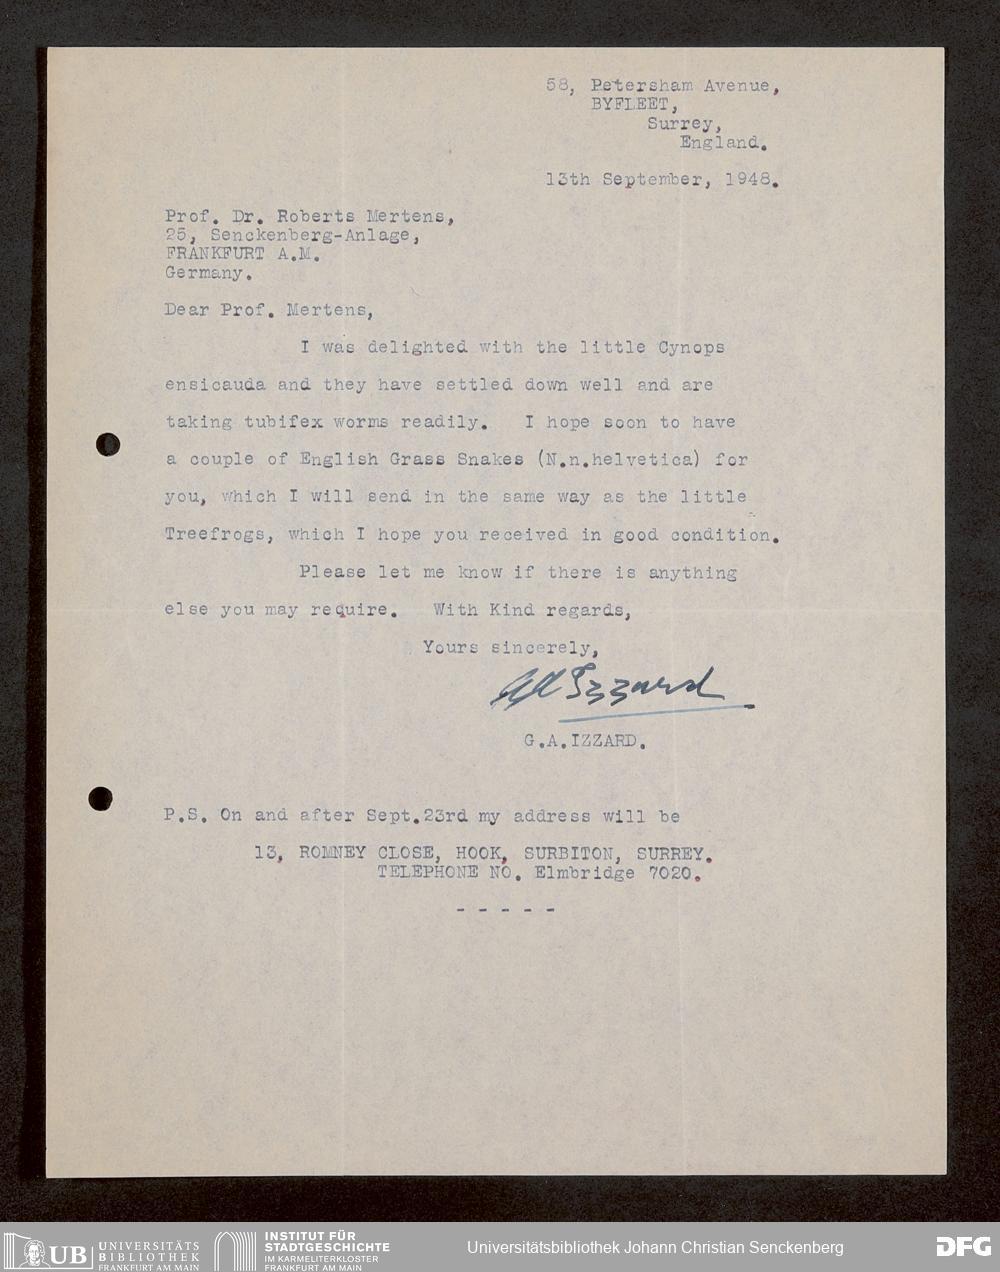 58, Petersham Avenue,
BYFLEET,
Surrey,
England.
13th September, 1948.
Prof. Dr. Roberts Mertens,
25, Senckenberg-Anlage,
FRANKFURT A.M.
Germany.
Dear Prof. Mertens,
I was delighted with the little Cynops
ensicauda and they have settled down well and are
taking tubifex worms readily. I hope soon to have
a couple of English Grass Snakes (N.n.helvetica) for
you, which I will send in the same way as the little
Treefrogs, which I hope you received in good condition.
Please let me know if there is anything
else you may require. With Kind regards,
Yours sincerely,
GA Izzard
G.A.IZZARD.
P.S. On and after Sept.23rd my address will be
13, ROMNEY CLOSE, HOOK, SURBITON, SURREY.
TELEPHONE NO. Elmbridge 7020.
- - - - -
UB UNIVERSITÄTS
BIBLIOTHEK
FRANKFURT AM MAIN
INSTITUT FÜR
STADTGESCHICHTE
IM KARMELITERKLOSTER
FRANKFURT AM MAIN
Universitätsbibliothek Johann Christian Senckenberg
DFG